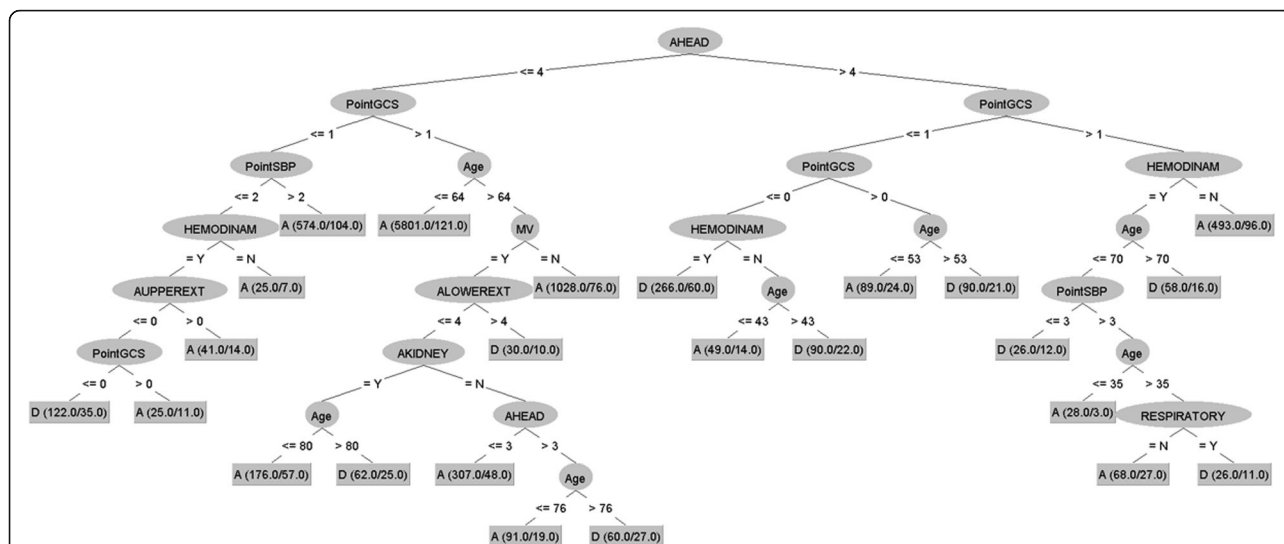 AHEAD
<= 4 > 4
PointGCS PointGCS
<= 1 > 1 <= 1 > 1
PointSBP Age PointGCS HEMODINAM
<= 2 > 2 <= 64 > 64 <= 0 > 0 = Y = N
HEMODINAM A (574.0/104.0) A (5801.0/121.0) MV HEMODINAM Age Age A (493.0/96.0)
= Y = N = Y = N = Y = N <= 53 > 53 <= 70 > 70
AUPPEREXT A (25.0/7.0) ALOWEREXT A (1028.0/76.0) D (266.0/60.0) Age A (89.0/24.0) D (90.0/21.0) PointSBP D (58.0/16.0)
<= 0 > 0 <= 4 > 4 <= 43 > 43 <= 3 > 3
PointGCS A (41.0/14.0) AKIDNEY D (30.0/10.0) A (49.0/14.0) D (90.0/22.0) D (26.0/12.0) Age
<= 0 > 0 = Y = N <= 35 > 35
D (122.0/35.0) A (25.0/11.0) Age AHEAD A (28.0/3.0) RESPIRATORY
<= 80 > 80 <= 3 > 3 = N = Y
A (176.0/57.0) D (62.0/25.0) A (307.0/48.0) Age A (68.0/27.0) D (26.0/11.0)
<= 76 > 76
A (91.0/19.0) D (60.0/27.0)